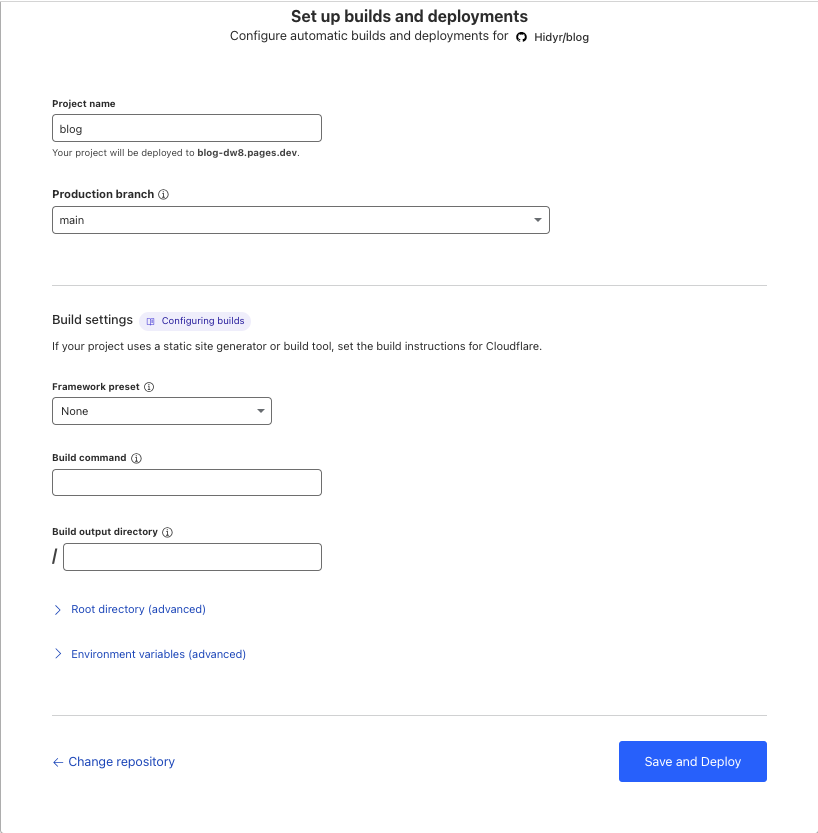 Set up builds and deployments
Configure automatic builds and deployments for Hidyr/blog
Project name
blog
Your project will be deployed to blog-dw8.pages.dev.
Production branch
main
Build settings Configuring builds
If your project uses a static site generator or build tool, set the build instructions for Cloudflare.
Framework preset
None
Build command
Build output directory
/
Root directory (advanced)
Environment variables (advanced)
← Change repository
Save and Deploy